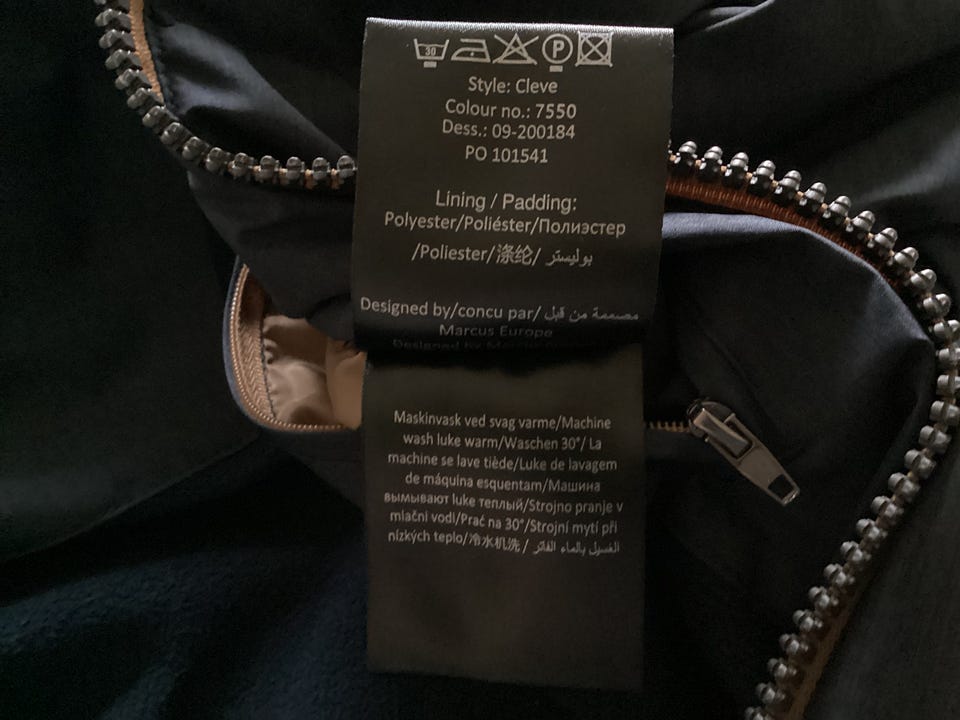 30
P
Style: Cleve
Colour no.: 7550
Dess.: 09-200184
PO 101541
Lining / Padding:
Polyester/Poliéster/Полиэстер
/Poliester/涤纶/ بوليستر
Designed by/concu par/ مصممة من قبل
Marcus Europe
Designed by
Maskinvask ved svag varme/Machine
wash luke warm/Waschen 30°/ La
machine se lave tiède/Luke de lavagem
de máquina esquentam/Машина
вымывают luke теплый/Strojno pranje v
mlačni vodi/Prać na 30°/Strojní mytí při
nízkých teplo/冷水机洗/ الغسيل بالماء الفاتر